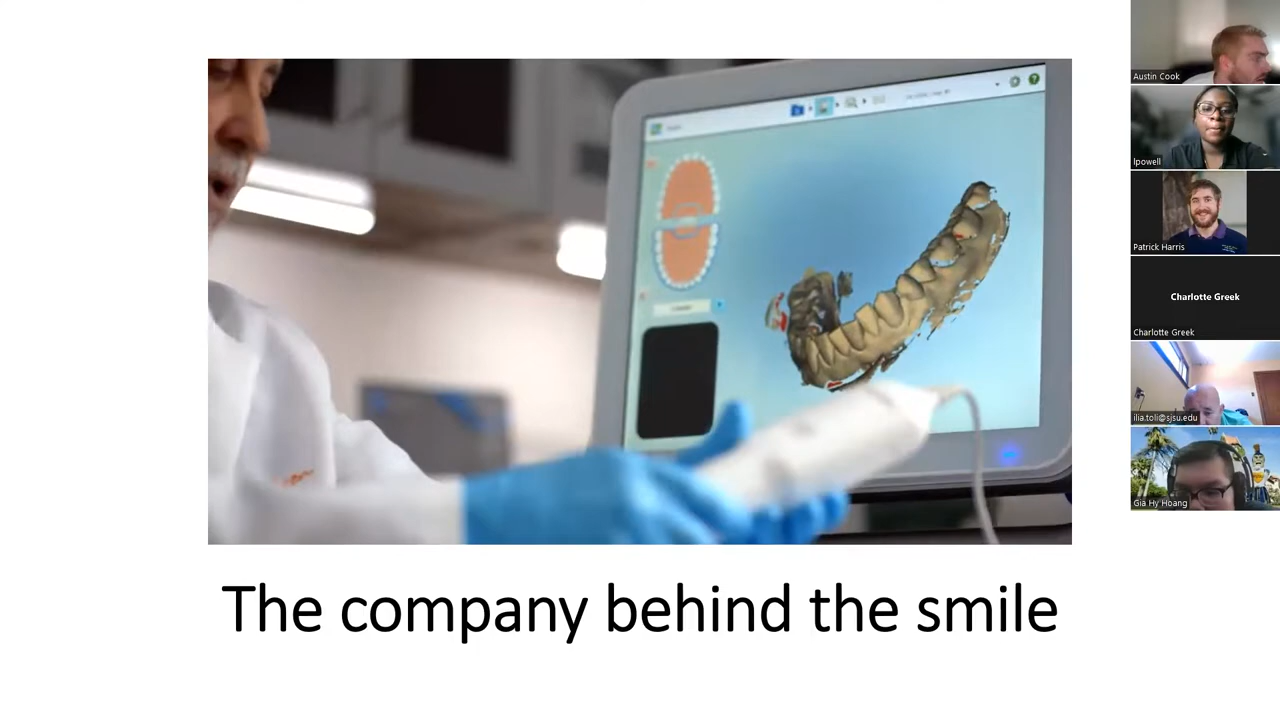 The company behind the smile
Austin Cook
lpowell
Patrick Harris
Charlotte Greek
Charlotte Greek
ilia.toli@sjsu.edu
Gia Hy Hoang